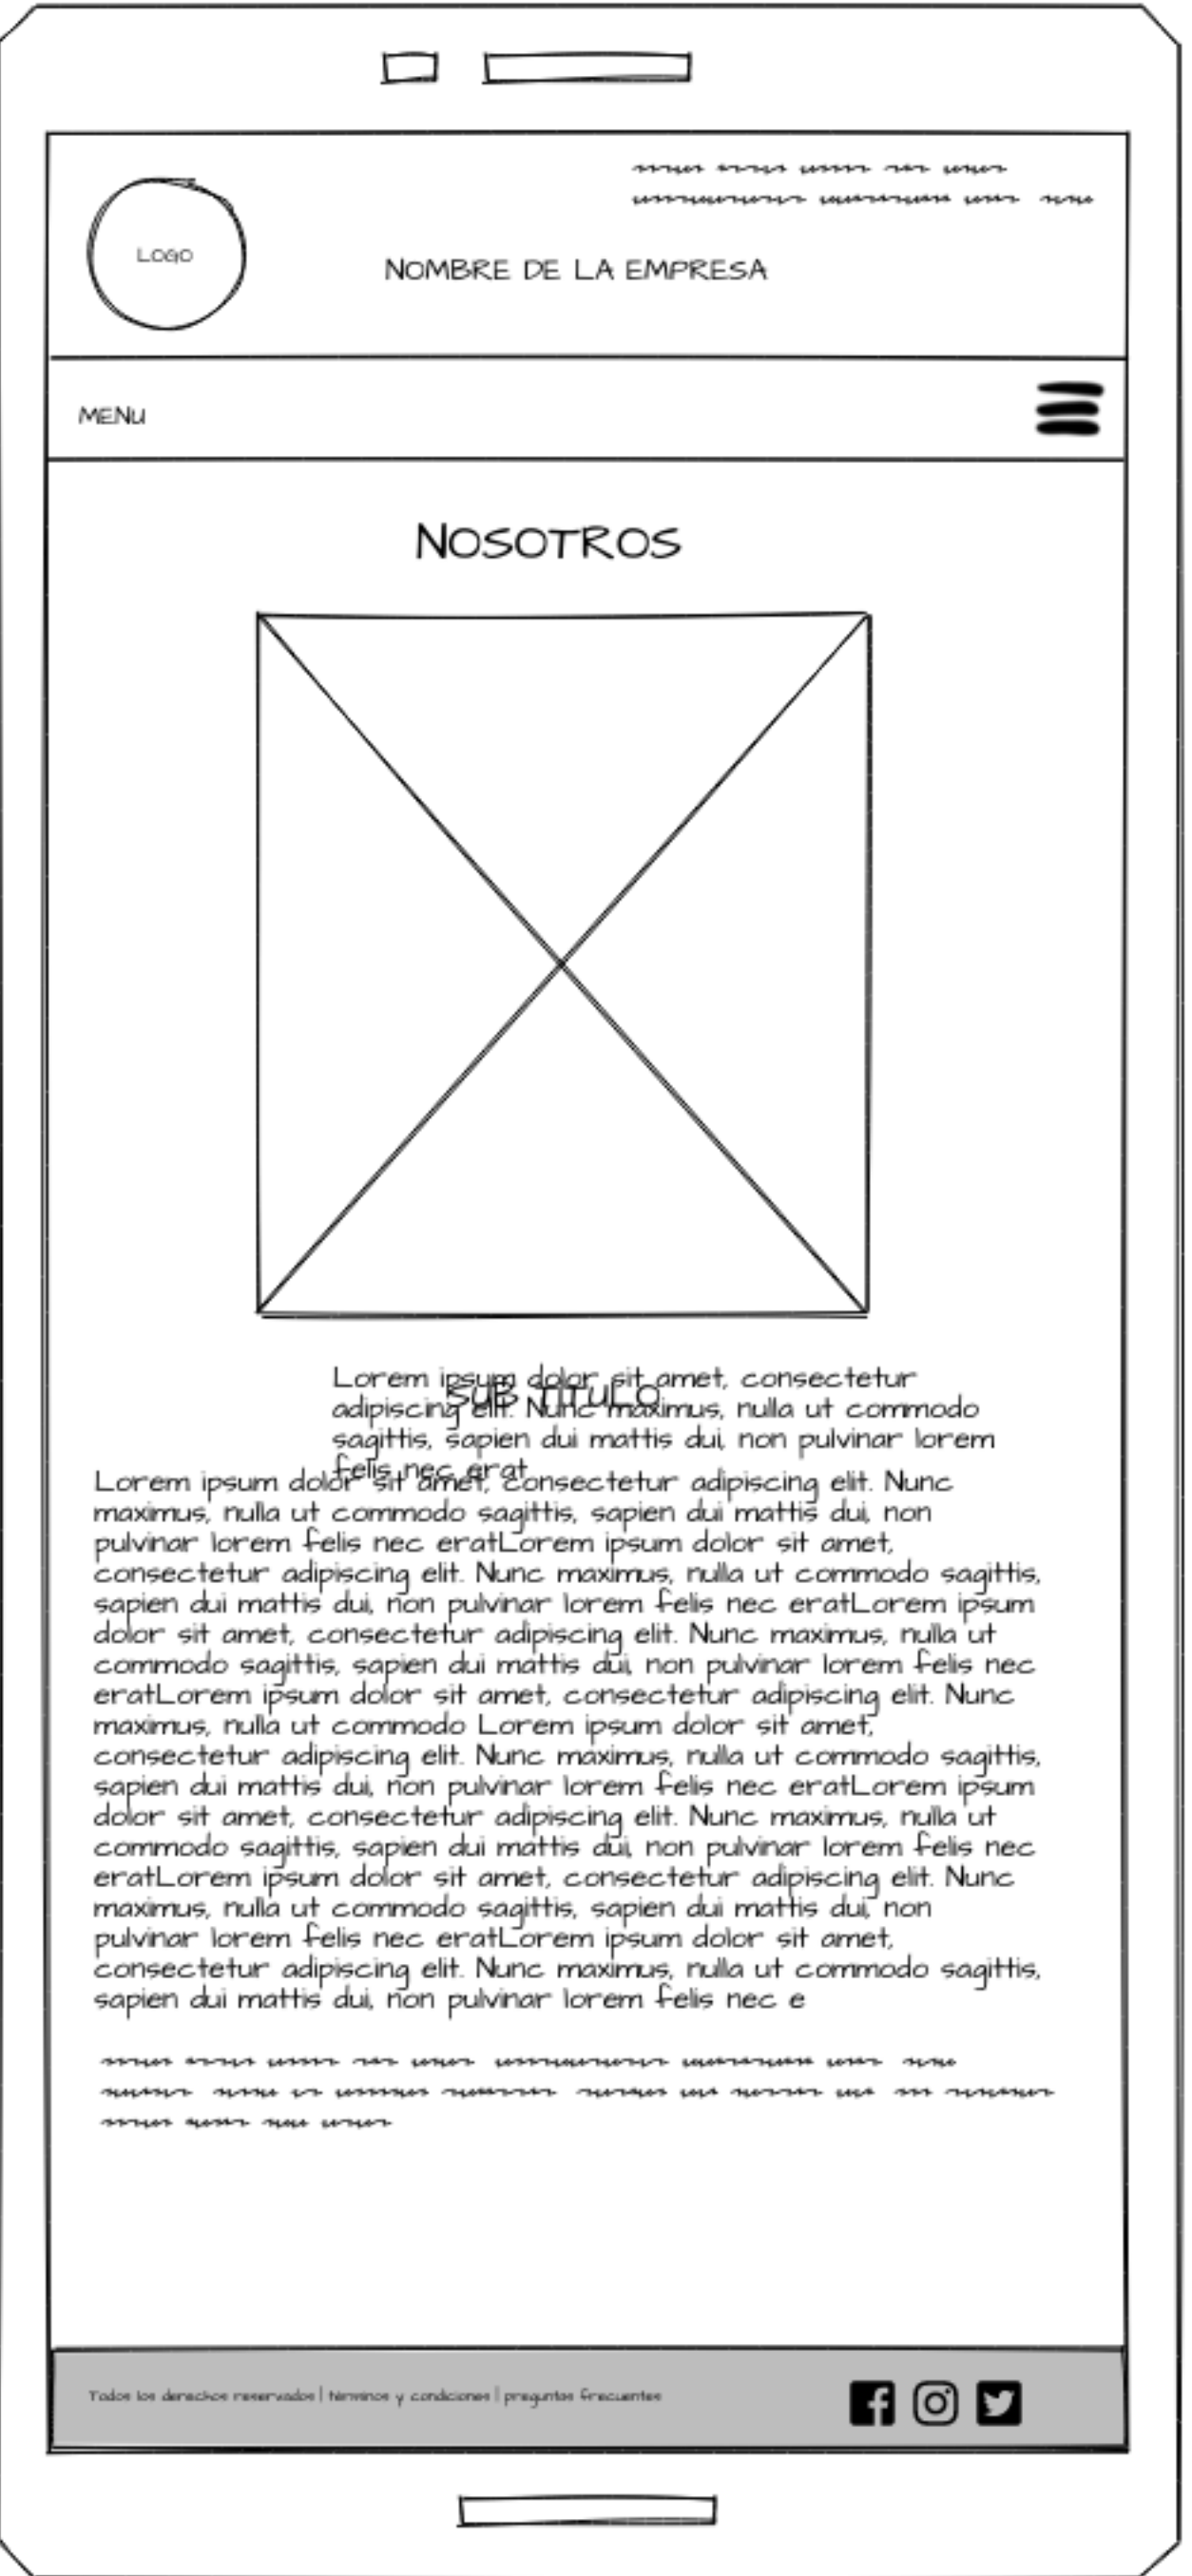 LOGO
NOMBRE DE LA EMPRESA
MENU
NOSOTROS
Lorem ipsum dolor sit amet, consectetur
SUB TITULO
adipiscing elit. Nunc maximus, nulla ut commodo
sagittis, sapien dui mattis dui, non pulvinar lorem
felis nec erat
Lorem ipsum dolor sit amet, consectetur adipiscing elit. Nunc
maximus, nulla ut commodo sagittis, sapien dui mattis dui, non
pulvinar lorem felis nec eratLorem ipsum dolor sit amet,
consectetur adipiscing elit. Nunc maximus, nulla ut commodo sagittis,
sapien dui mattis dui, non pulvinar lorem felis nec eratLorem ipsum
dolor sit amet, consectetur adipiscing elit. Nunc maximus, nulla ut
commodo sagittis, sapien dui mattis dui, non pulvinar lorem felis nec
eratLorem ipsum dolor sit amet, consectetur adipiscing elit. Nunc
maximus, nulla ut commodo Lorem ipsum dolor sit amet,
consectetur adipiscing elit. Nunc maximus, nulla ut commodo sagittis,
sapien dui mattis dui, non pulvinar lorem felis nec eratLorem ipsum
dolor sit amet, consectetur adipiscing elit. Nunc maximus, nulla ut
commodo sagittis, sapien dui mattis dui, non pulvinar lorem felis nec
eratLorem ipsum dolor sit amet, consectetur adipiscing elit. Nunc
maximus, nulla ut commodo sagittis, sapien dui mattis dui, non
pulvinar lorem felis nec eratLorem ipsum dolor sit amet,
consectetur adipiscing elit. Nunc maximus, nulla ut commodo sagittis,
sapien dui mattis dui, non pulvinar lorem felis nec e
Todos los derechos reservados | términos y condiciones | preguntas frecuentes